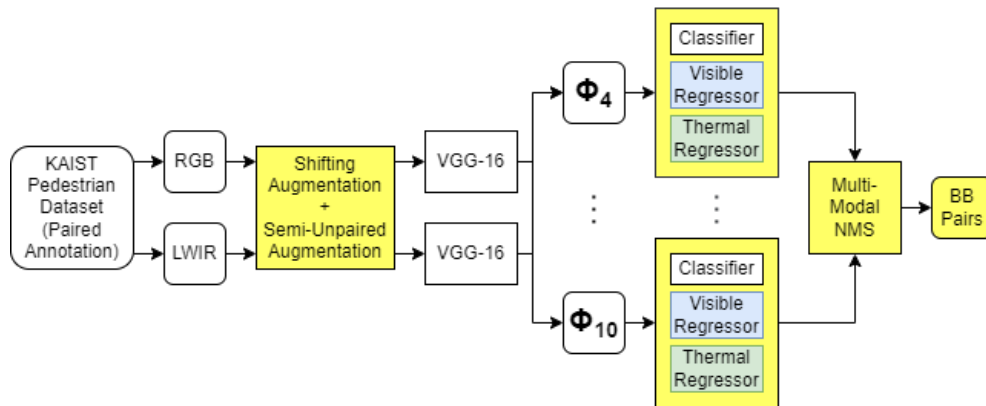 KAIST
Pedestrian
Dataset
(Paired
Annotation)
RGB
LWIR
Shifting
Augmentation
+
Semi-Unpaired
Augmentation
VGG-16
VGG-16
Φ4
Φ10
Classifier
Visible
Regressor
Thermal
Regressor
Classifier
Visible
Regressor
Thermal
Regressor
Multi-
Modal
NMS
BB
Pairs